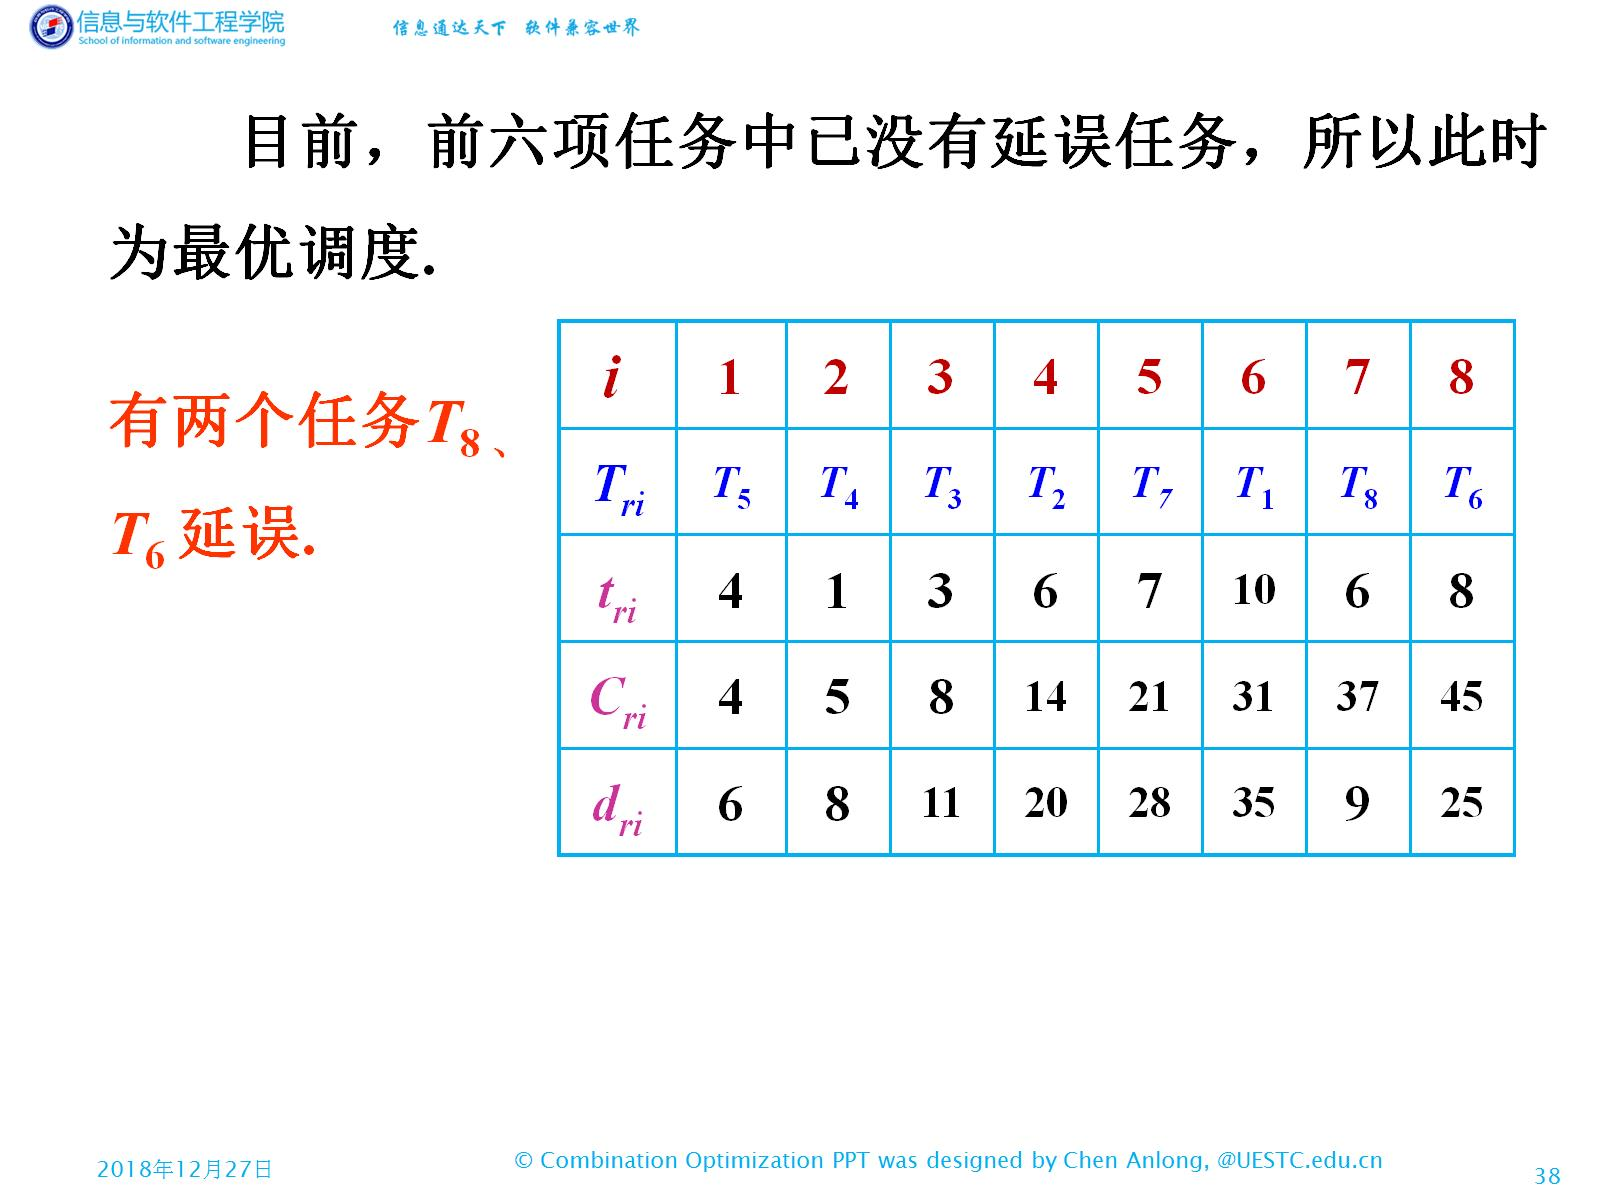 信息与软件工程学院
School of information and software engineering
信息通达天下 软件兼容世界
目前，前六项任务中已没有延误任务，所以此时
为最优调度.
有两个任务T8、
T6延误.
i 1 2 3 4 5 6 7 8
Tri T5 T4 T3 T2 T7 T1 T8 T6
tri 4 1 3 6 7 10 6 8
Cri 4 5 8 14 21 31 37 45
dri 6 8 11 20 28 35 9 25
2018年12月27日
© Combination Optimization PPT was designed by Chen Anlong, @UESTC.edu.cn
38